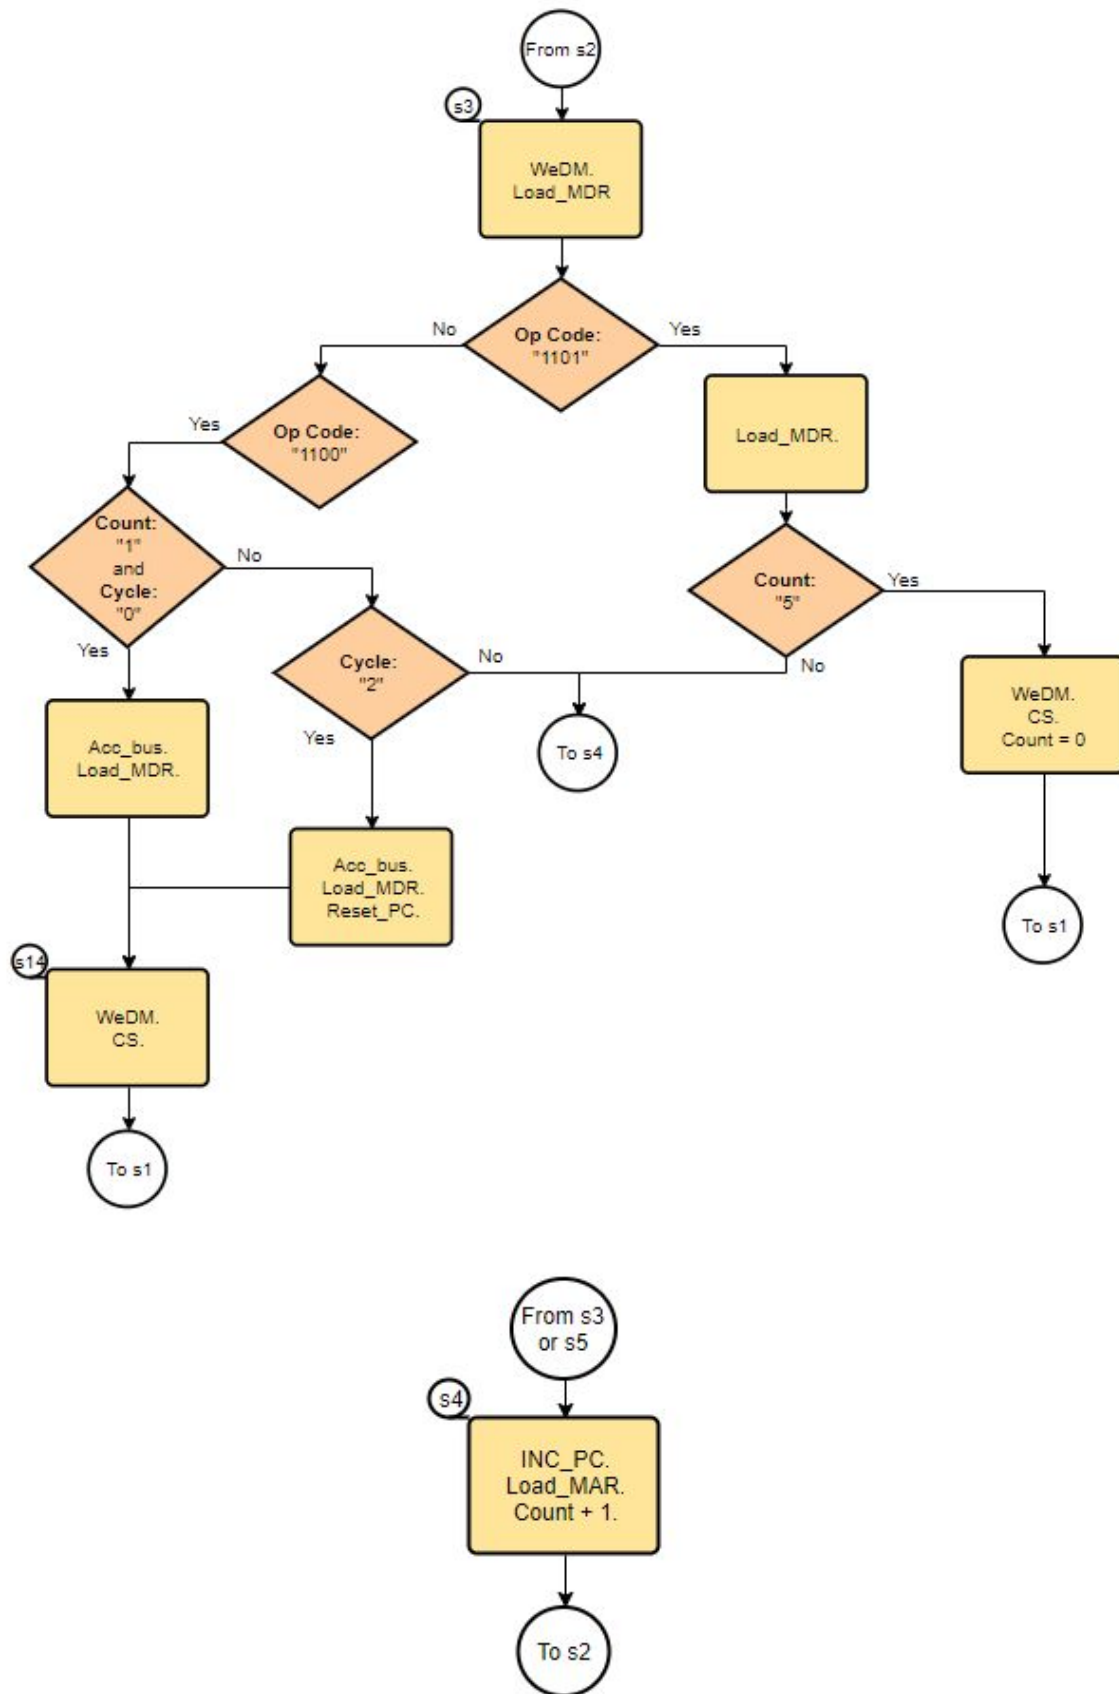 From s2
s3
WeDM.
Load_MDR
No
Op Code:
"1101"
Yes
Yes
Op Code:
"1100"
Load_MDR.
Count:
"1"
and
Cycle:
"0"
No
Count:
"5"
Yes
Yes
Cycle:
"2"
No
No
Yes
To s4
WeDM.
CS.
Count = 0
Acc_bus.
Load_MDR.
Acc_bus.
Load_MDR.
Reset_PC.
To s1
s14
WeDM.
CS.
To s1
From s3
or s5
s4
INC_PC.
Load_MAR.
Count + 1.
To s2